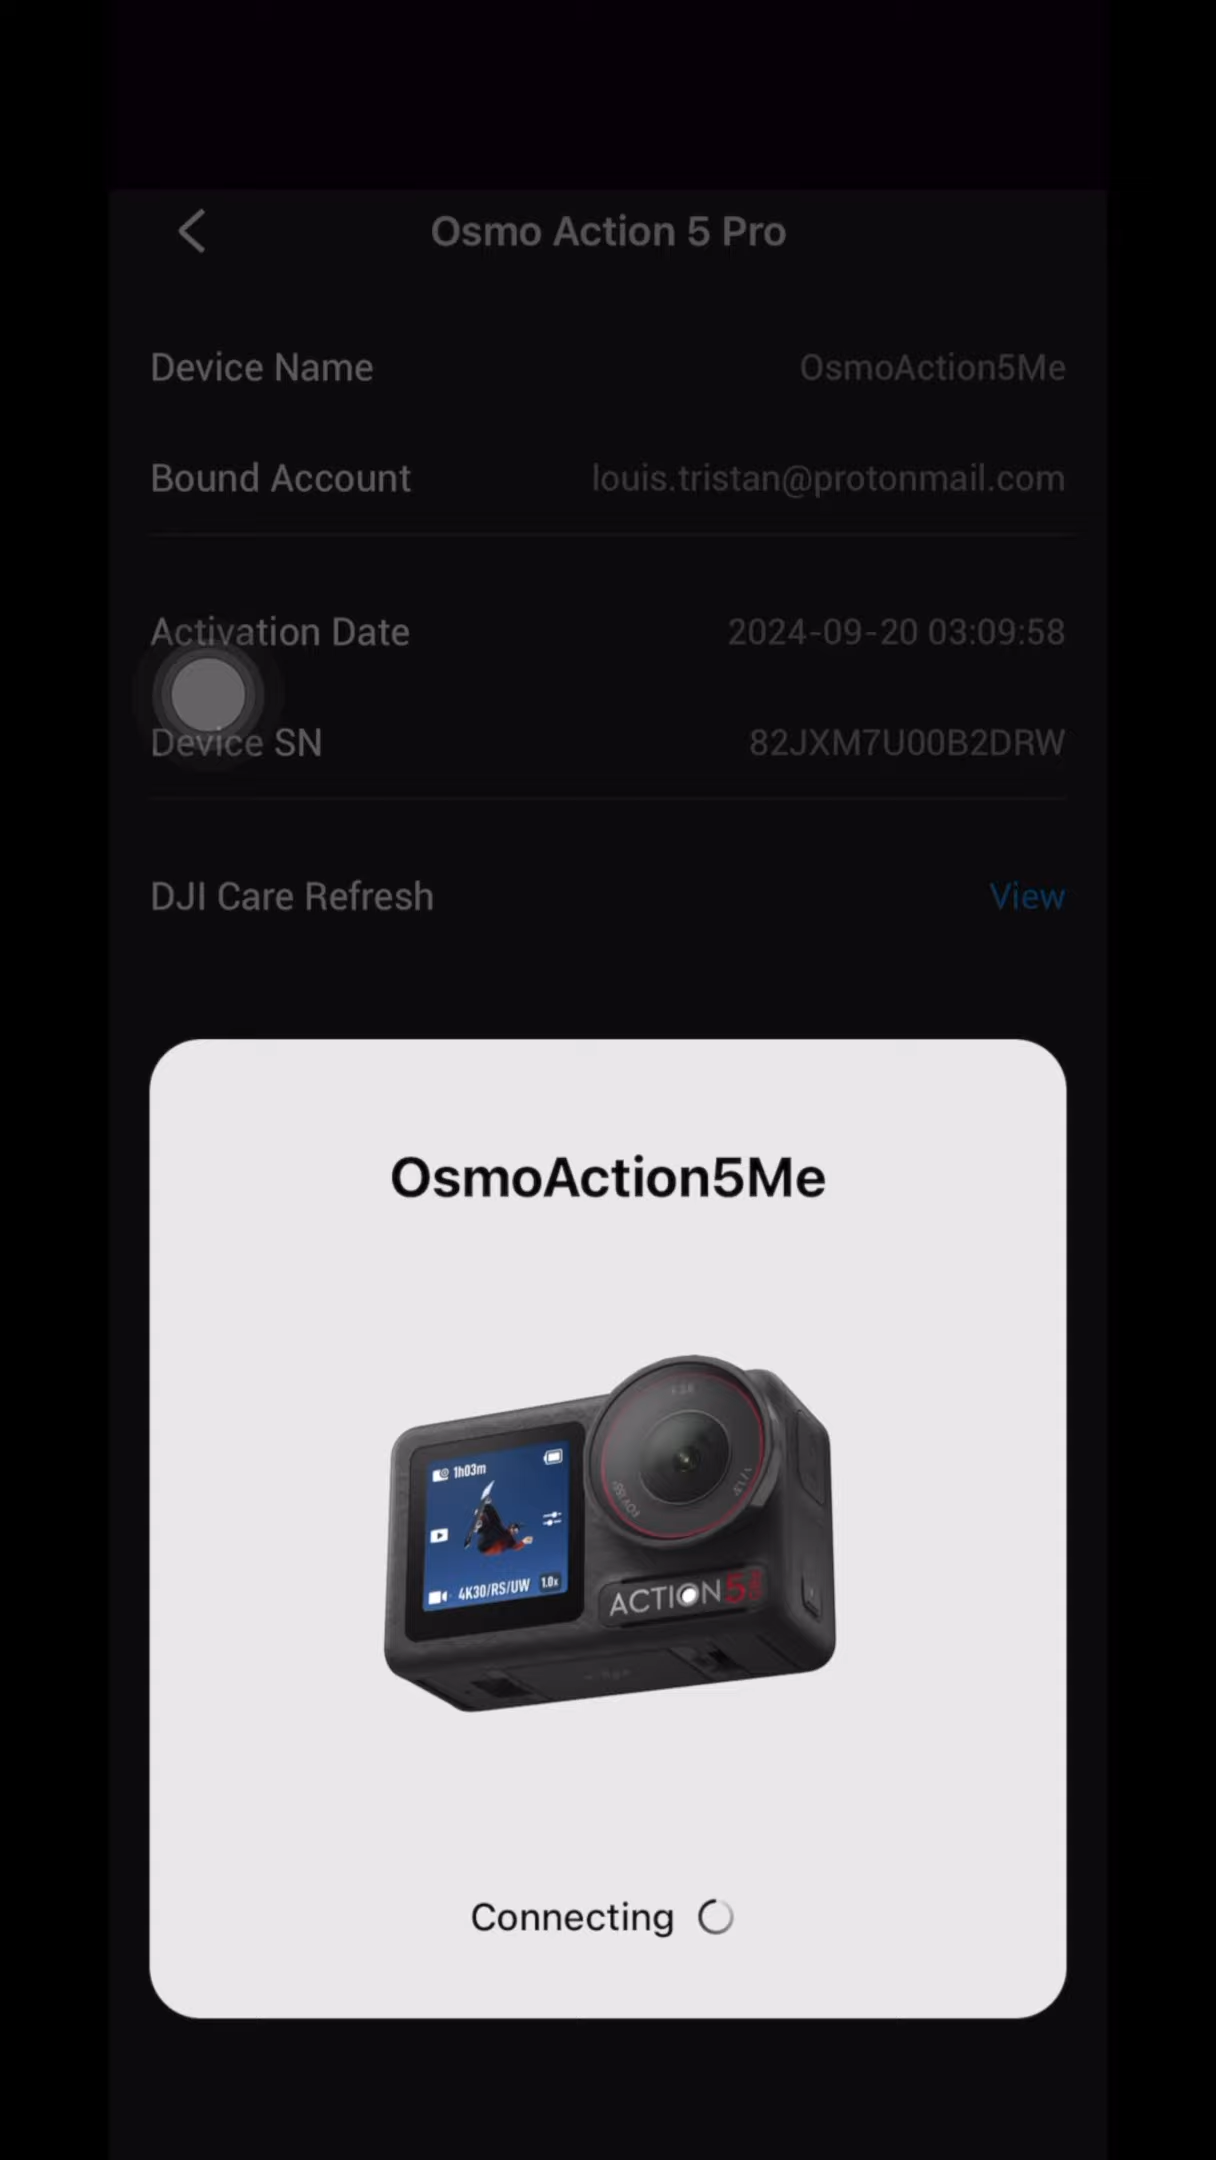 Osmo Action 5 Pro
Device Name OsmoAction5Me
Bound Account louis.tristan@protonmail.com
Activation Date 2024-09-20 03:09:58
Device SN 82JXM7U00B2DRW
DJI Care Refresh View
OsmoAction5Me
1h03m
4K30/RS/UW 1.0x
ACTION 5
Connecting